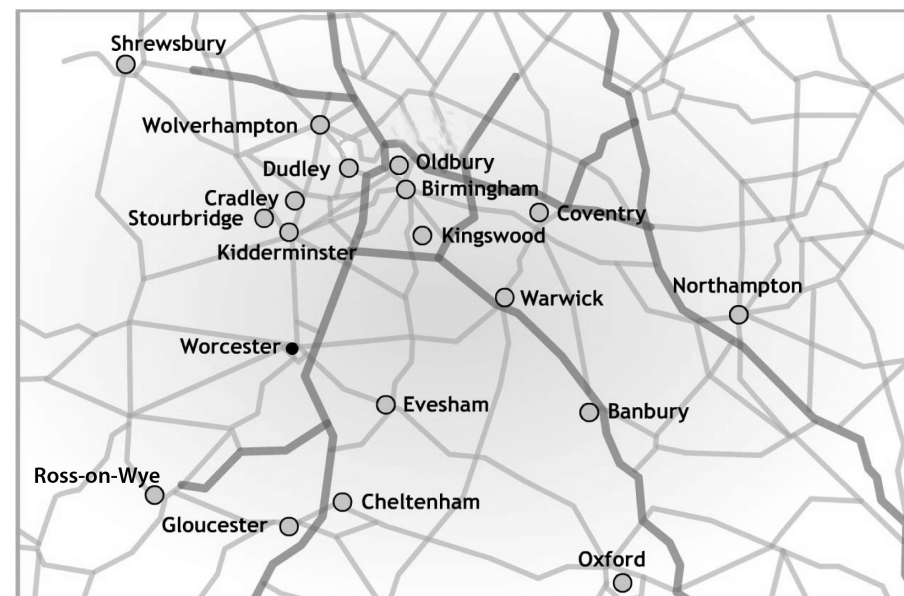 Shrewsbury
Wolverhampton
Dudley
Oldbury
Birmingham
Cradley
Stourbridge
Coventry
Kidderminster
Kingswood
Northampton
Warwick
Worcester
Evesham
Banbury
Ross-on-Wye
Cheltenham
Gloucester
Oxford